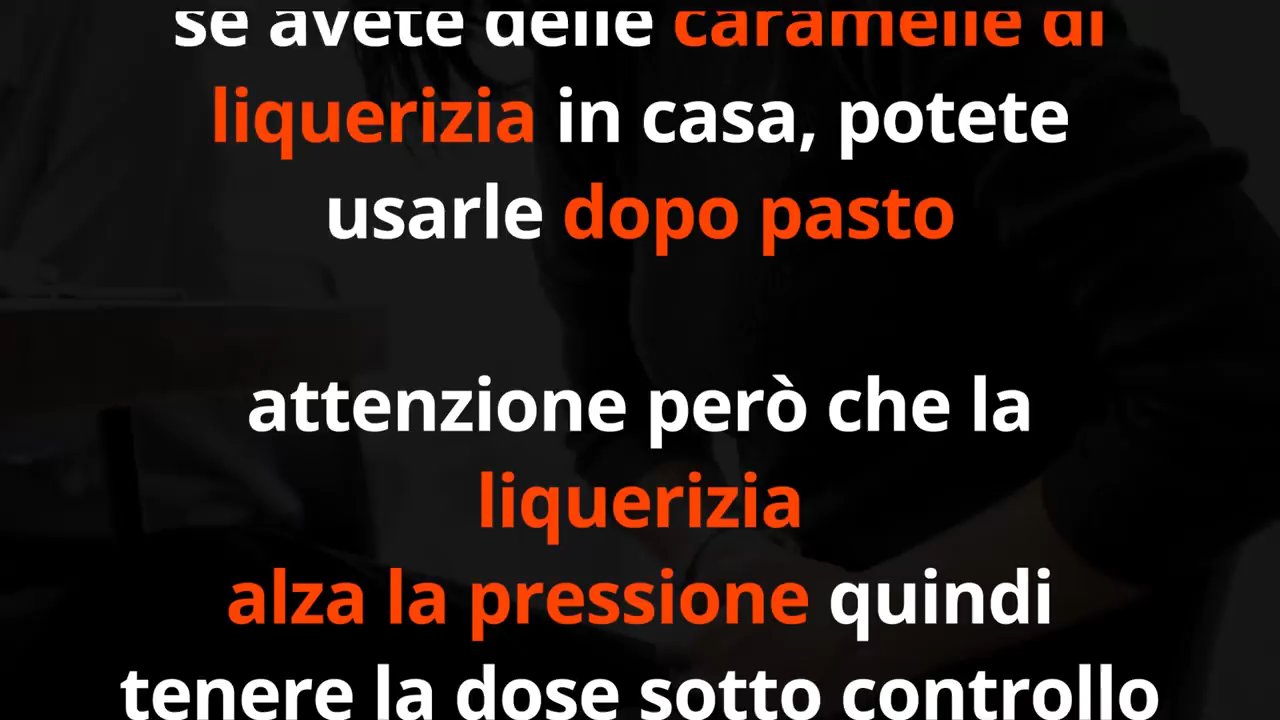 se avete delle caramelle di
liquerizia in casa, potete
usarle dopo pasto
attenzione però che la
liquerizia
alza la pressione quindi
tenere la dose sotto controllo